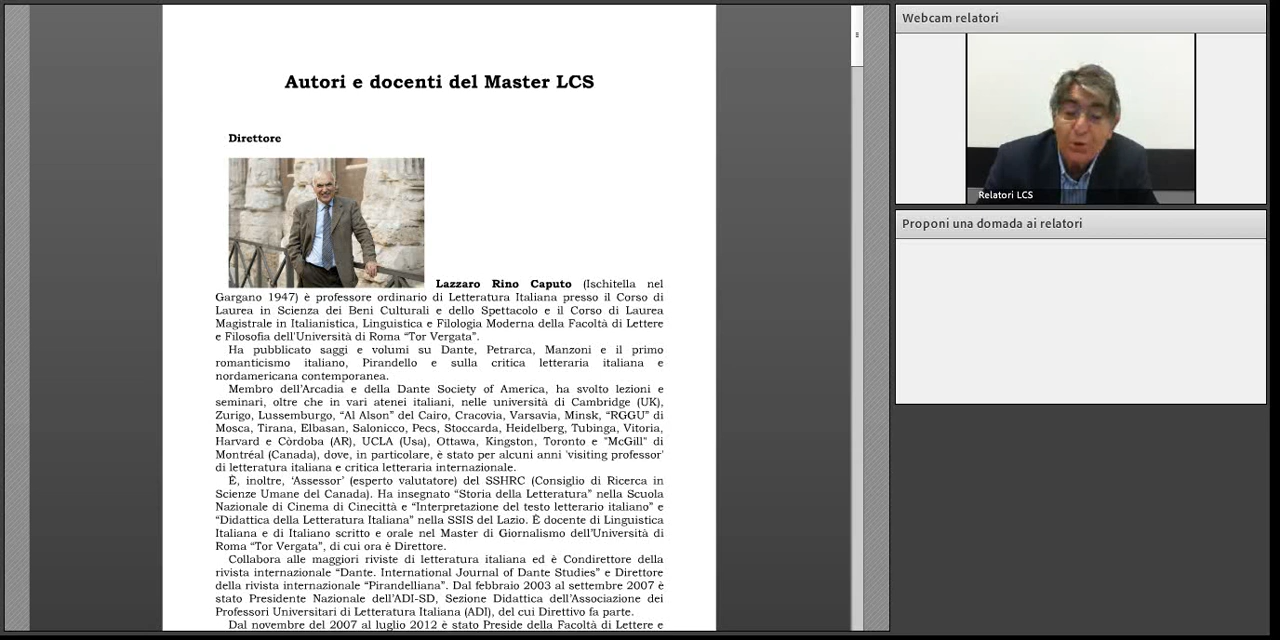 Autori e docenti del Master LCS
Direttore
Lazzaro Rino Caputo (Ischitella nel
Gargano 1947) è professore ordinario di Letteratura Italiana presso il Corso di
Laurea in Scienza dei Beni Culturali e dello Spettacolo e il Corso di Laurea
Magistrale in Italianistica, Linguistica e Filologia Moderna della Facoltà di Lettere
e Filosofia dell'Università di Roma “Tor Vergata”.
Ha pubblicato saggi e volumi su Dante, Petrarca, Manzoni e il primo
romanticismo italiano, Pirandello e sulla critica letteraria italiana e
nordamericana contemporanea.
Membro dell’Arcadia e della Dante Society of America, ha svolto lezioni e
seminari, oltre che in vari atenei italiani, nelle università di Cambridge (UK),
Zurigo, Lussemburgo, “Al Alson” del Cairo, Cracovia, Varsavia, Minsk, “RGGU” di
Mosca, Tirana, Elbasan, Salonicco, Pecs, Stoccarda, Heidelberg, Tubinga, Vitoria,
Harvard e Còrdoba (AR), UCLA (Usa), Ottawa, Kingston, Toronto e "McGill" di
Montréal (Canada), dove, in particolare, è stato per alcuni anni 'visiting professor'
di letteratura italiana e critica letteraria internazionale.
È, inoltre, ‘Assessor’ (esperto valutatore) del SSHRC (Consiglio di Ricerca in
Scienze Umane del Canada). Ha insegnato “Storia della Letteratura” nella Scuola
Nazionale di Cinema di Cinecittà e “Interpretazione del testo letterario italiano” e
“Didattica della Letteratura Italiana” nella SSIS del Lazio. È docente di Linguistica
Italiana e di Italiano scritto e orale nel Master di Giornalismo dell’Università di
Roma “Tor Vergata”, di cui ora è Direttore.
Collabora alle maggiori riviste di letteratura italiana ed è Condirettore della
rivista internazionale “Dante. International Journal of Dante Studies” e Direttore
della rivista internazionale “Pirandelliana”. Dal febbraio 2003 al settembre 2007 è
stato Presidente Nazionale dell’ADI-SD, Sezione Didattica dell’Associazione dei
Professori Universitari di Letteratura Italiana (ADI), del cui Direttivo fa parte.
Dal novembre del 2007 al luglio 2012 è stato Preside della Facoltà di Lettere e
Webcam relatori
Relatori LCS
Proponi una domada ai relatori